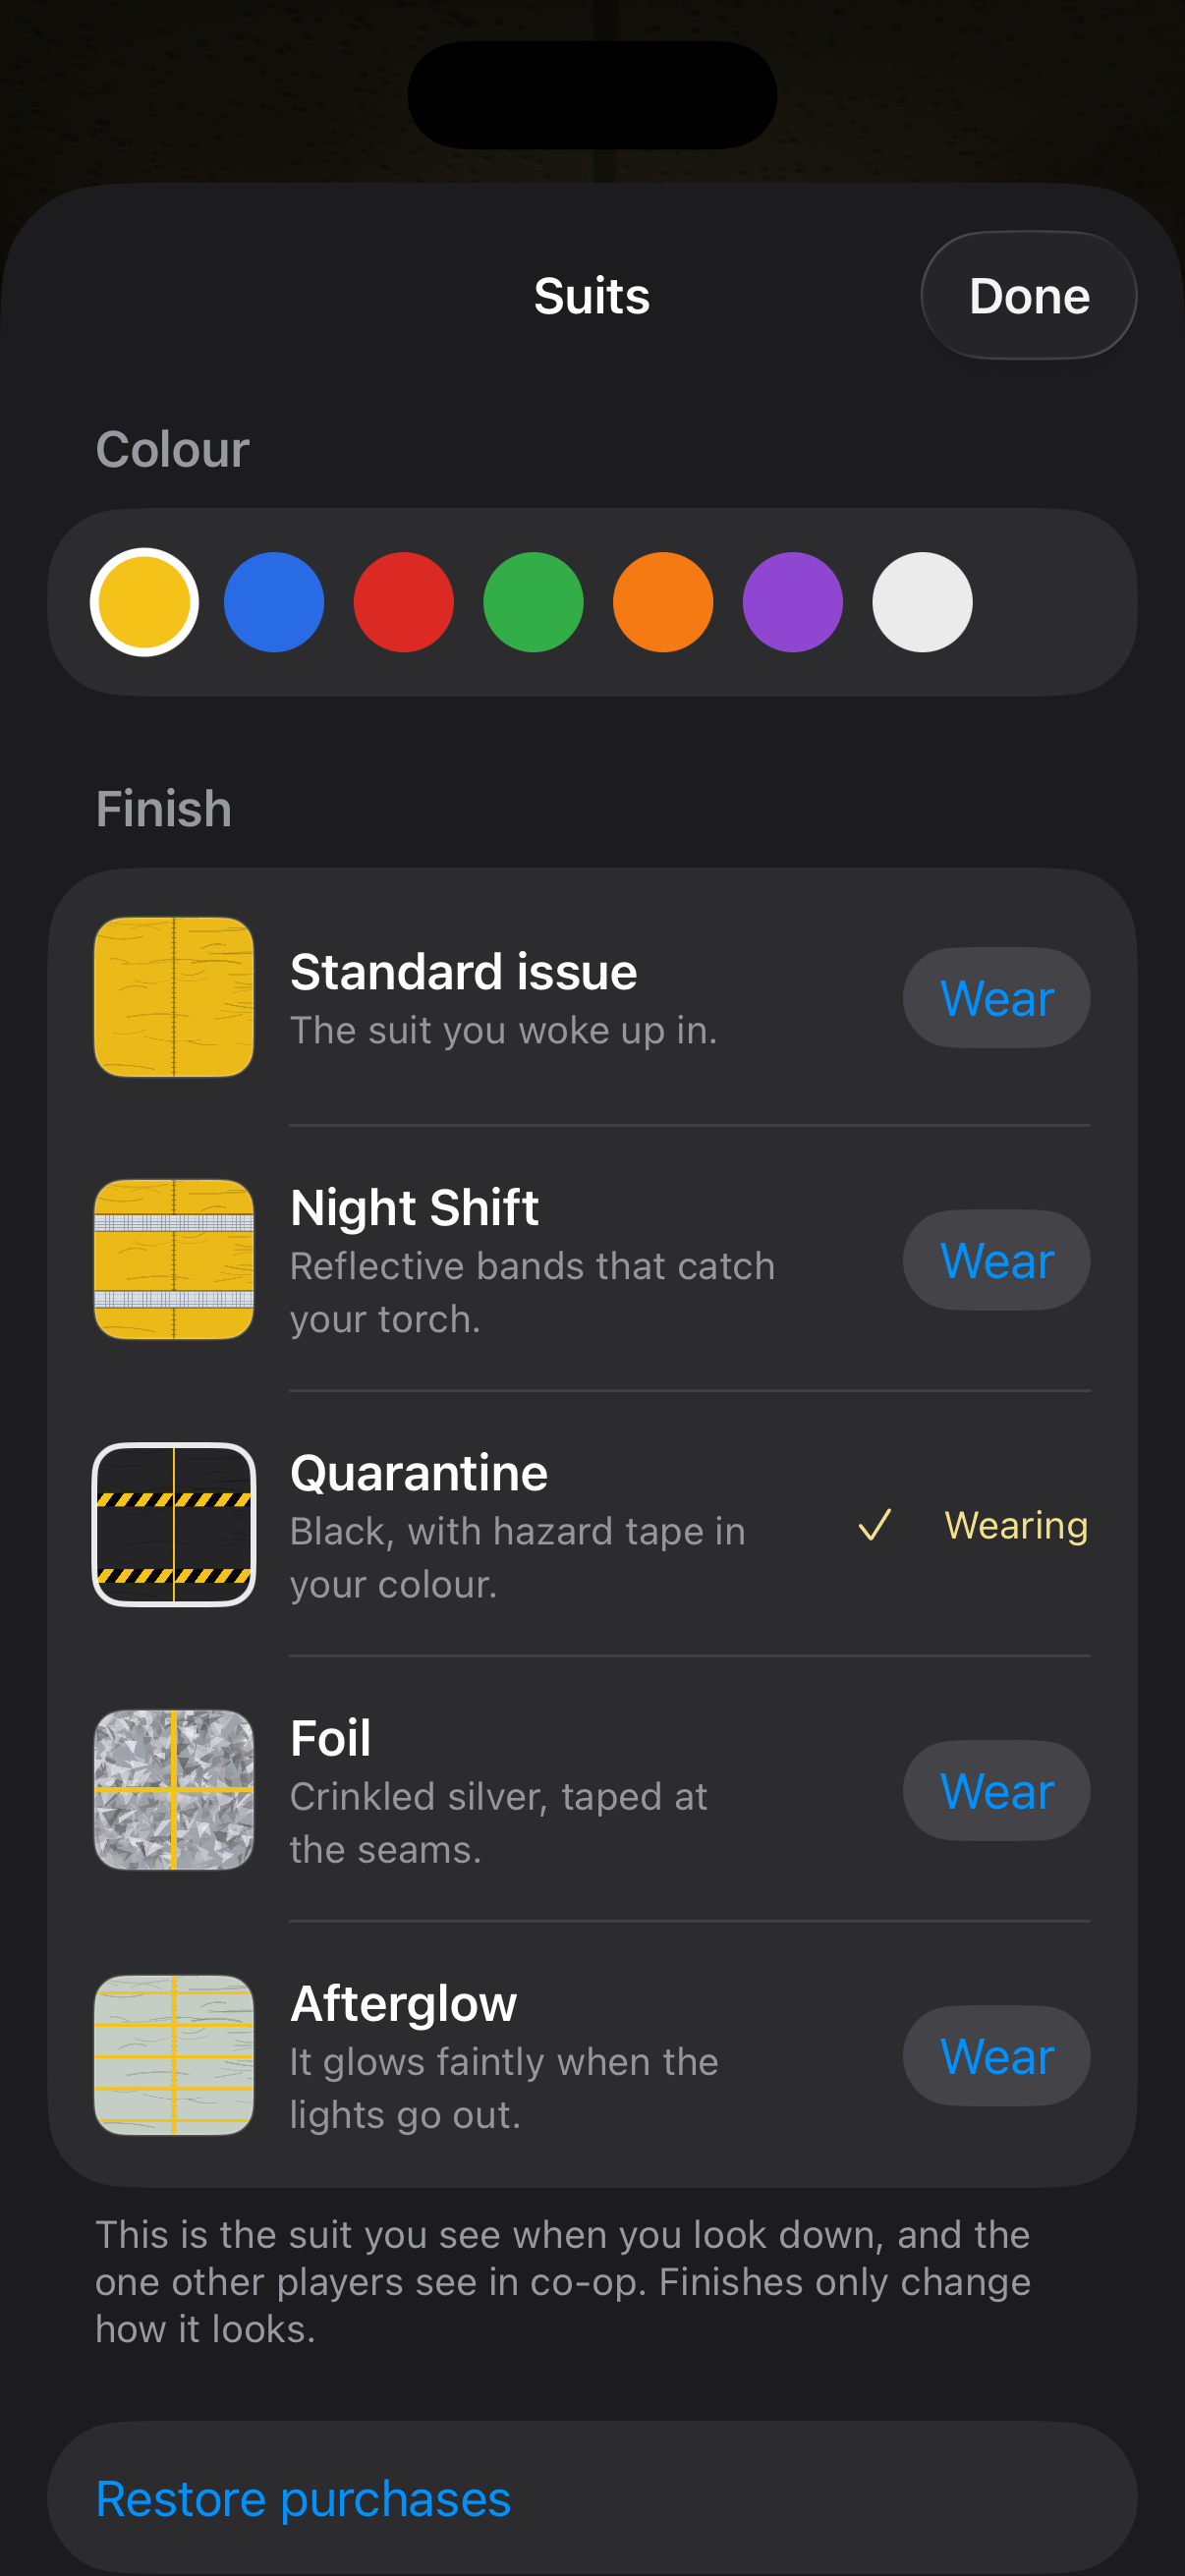 Suits
Done
Colour
Finish
Standard issue
The suit you woke up in.
Wear
Night Shift
Reflective bands that catch
your torch.
Wear
Quarantine
Black, with hazard tape in
your colour.
Wearing
Foil
Crinkled silver, taped at
the seams.
Wear
Afterglow
It glows faintly when the
lights go out.
Wear
This is the suit you see when you look down, and the
one other players see in co-op. Finishes only change
how it looks.
Restore purchases